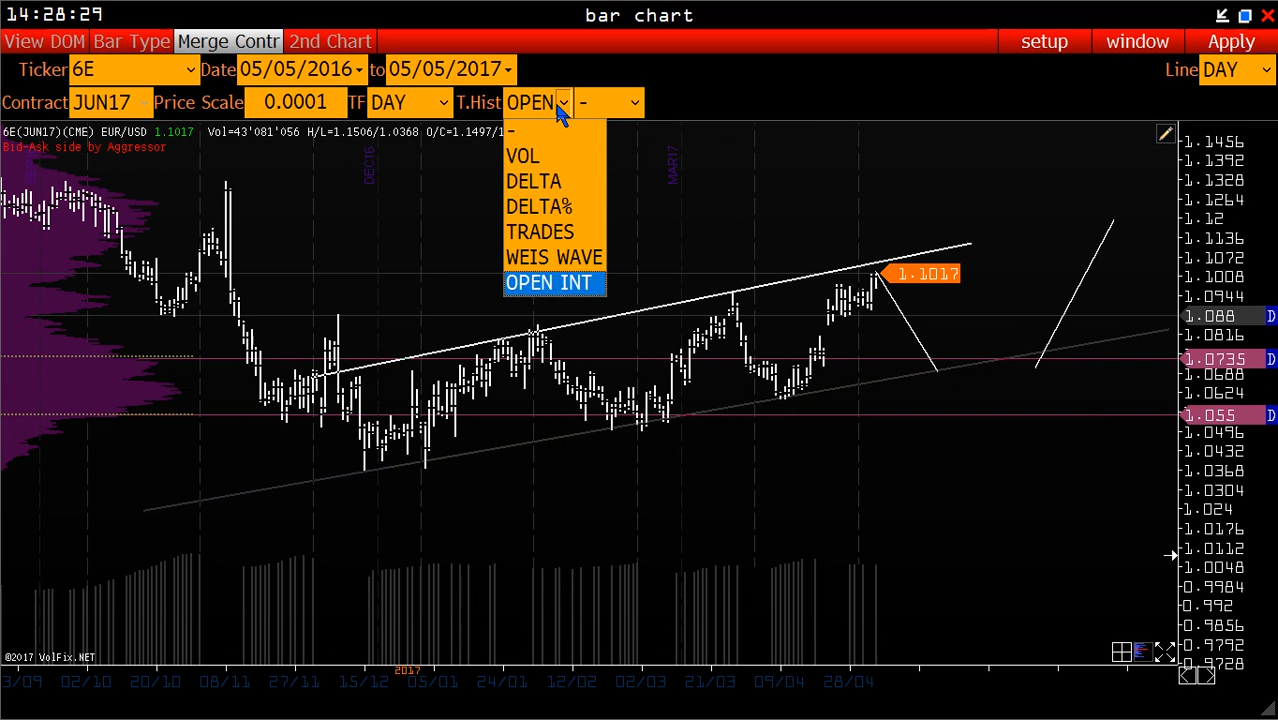 14:28:29
bar chart
View DOM Bar Type Merge Contr 2nd Chart setup window Apply
Ticker 6E Date 05/05/2016 to 05/05/2017 Line DAY
Contract JUN17 Price Scale 0.0001 TF DAY T.Hist OPEN -
-
VOL
DELTA
DELTA%
TRADES
WEIS WAVE
OPEN INT
6E(JUN17)(CME) EUR/USD 1.1017 Vol=43'081'056 H/L=1.1506/1.0368 O/C=1.1497/1
Bid-Ask side by Aggressor
DEC16
MAR17
1.1017
1.1456
1.1392
1.1328
1.1264
1.12
1.1136
1.1072
1.1008
1.0944
1.088 D
1.0816
1.0735 D
1.0688
1.0624
1.055 D
1.0496
1.0432
1.0368
1.0304
1.024
1.0176
1.0112
1.0048
0.9984
0.992
0.9856
0.9792
0.9728
©2017 VolFix.NET
2017
3/09 02/10 20/10 08/11 27/11 15/12 05/01 24/01 12/02 02/03 21/03 09/04 28/04